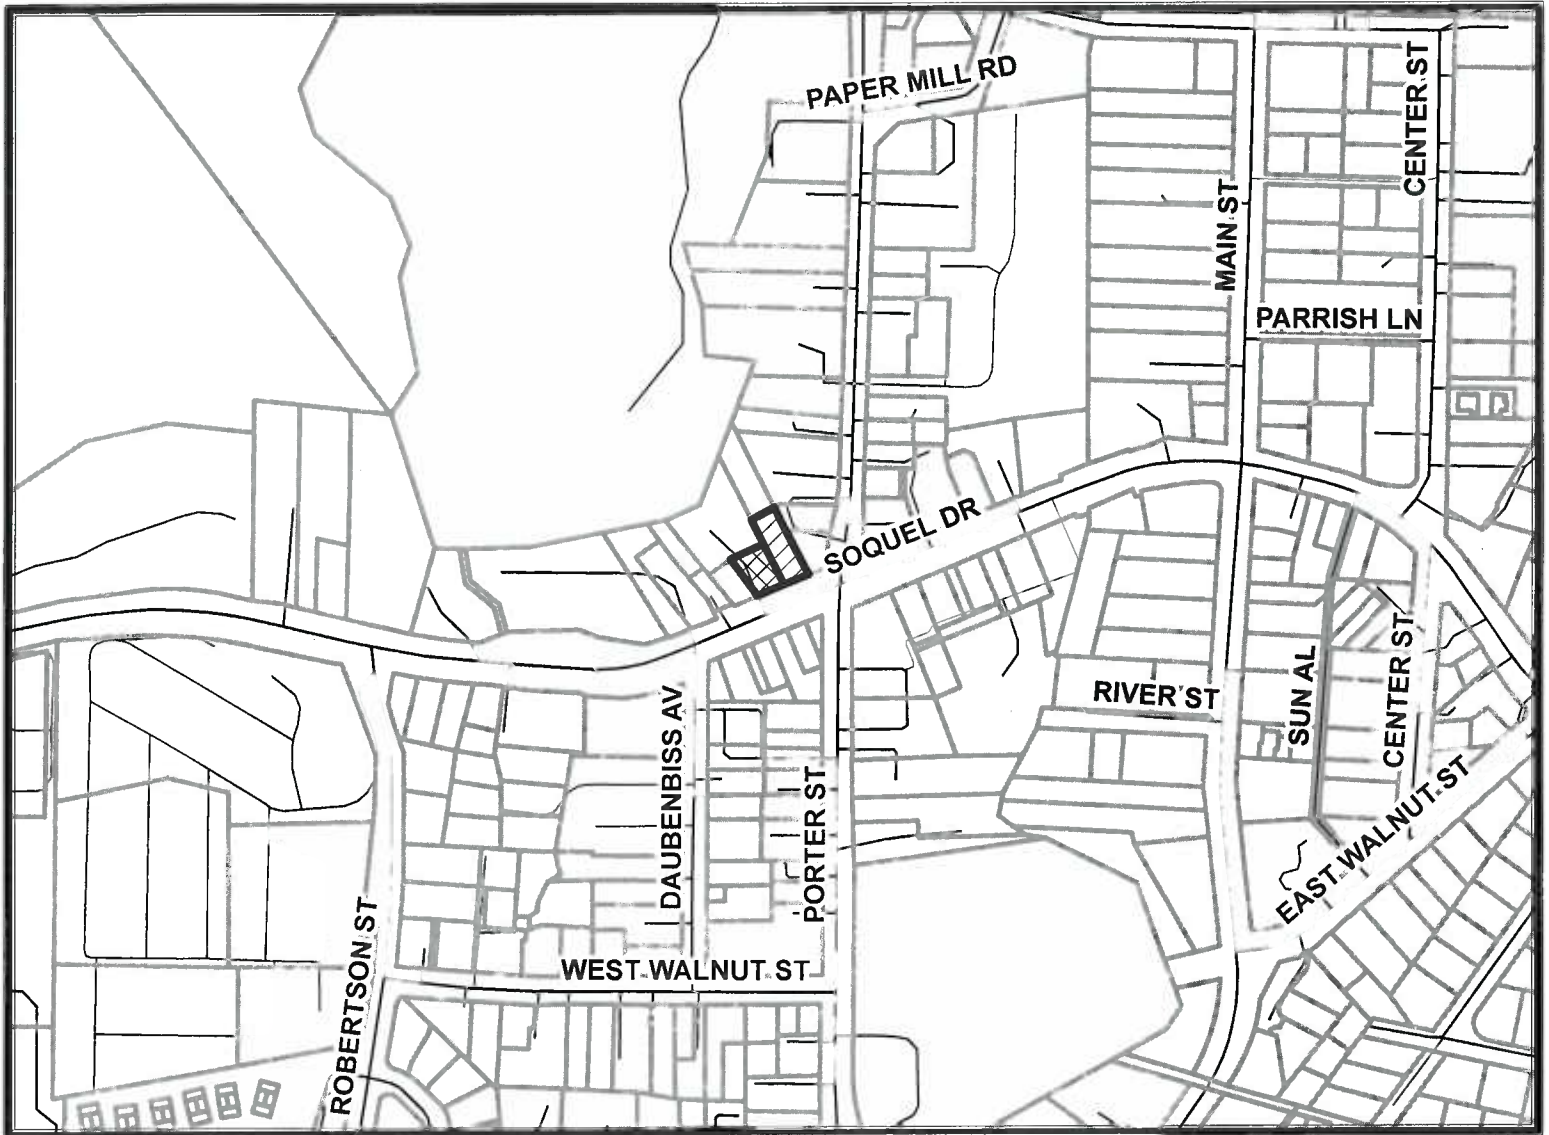 PAPER MILL RD
CENTER ST
MAIN ST
PARRISH LN
SOQUEL DR
RIVER ST
SUN AL
CENTER ST
DAUBENBISS AV
PORTER ST
EAST WALNUT ST
ROBERTSON ST
WEST WALNUT ST